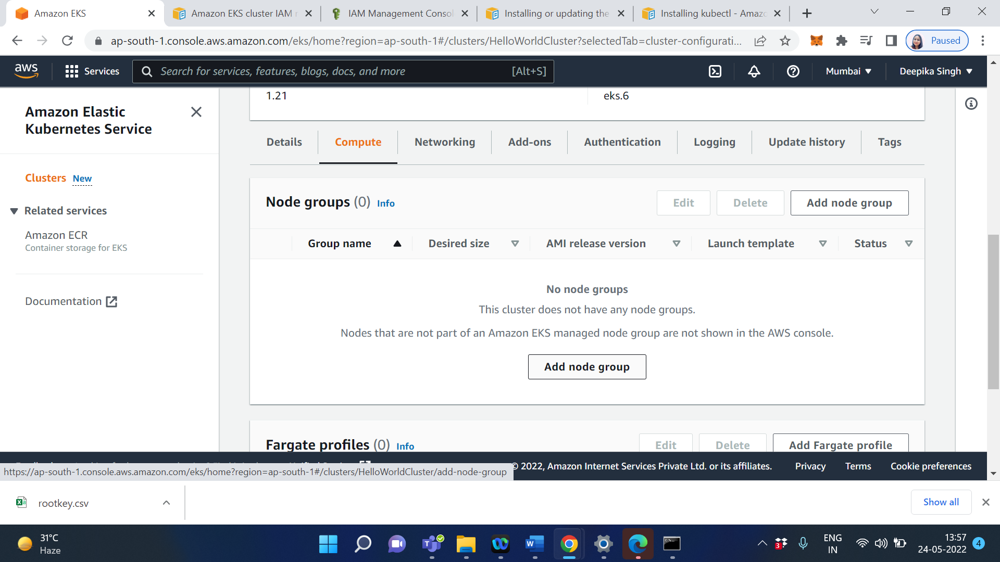 Amazon EKS
Amazon EKS cluster IAM
IAM Management Consol
Installing or updating the
Installing kubectl - Amazo
ap-south-1.console.aws.amazon.com/eks/home?region=ap-south-1#/clusters/HelloWorldCluster?selectedTab=cluster-configurati...
Paused
aws
Services
Search for services, features, blogs, docs, and more
[Alt+S]
Mumbai
Deepika Singh
Amazon Elastic
Kubernetes Service
Clusters New
Related services
Amazon ECR
Container storage for EKS
Documentation
1.21
eks.6
Details
Compute
Networking
Add-ons
Authentication
Logging
Update history
Tags
Node groups (0) Info
Edit
Delete
Add node group
Group name
Desired size
AMI release version
Launch template
Status
No node groups
This cluster does not have any node groups.
Nodes that are not part of an Amazon EKS managed node group are not shown in the AWS console.
Add node group
Fargate profiles (0) Info
Edit
Delete
Add Fargate profile
© 2022, Amazon Internet Services Private Ltd. or its affiliates.
Privacy
Terms
Cookie preferences
https://ap-south-1.console.aws.amazon.com/eks/home?region=ap-south-1#/clusters/HelloWorldCluster/add-node-group
rootkey.csv
Show all
31°C
Haze
3
ENG
IN
13:57
24-05-2022
4